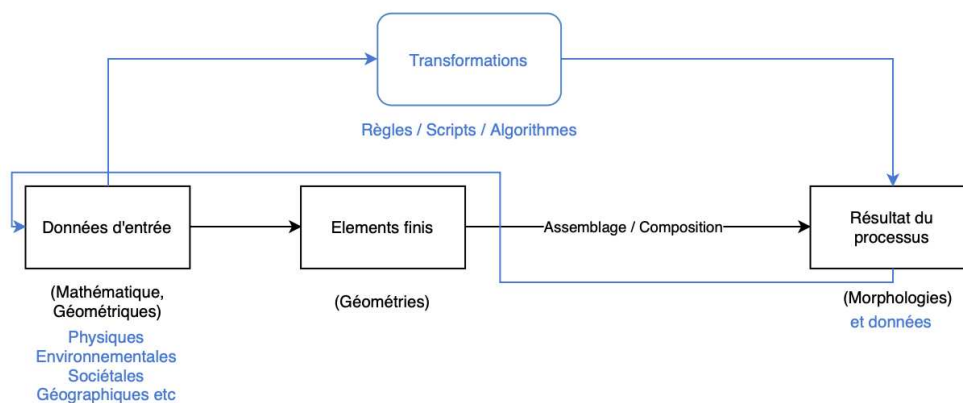 Transformations
Règles / Scripts / Algorithmes
Données d'entrée
Elements finis
Assemblage / Composition
Résultat du
processus
(Mathématique,
Géométriques)
Physiques
Environnementales
Sociétales
Géographiques etc
(Géométries)
(Morphologies)
et données